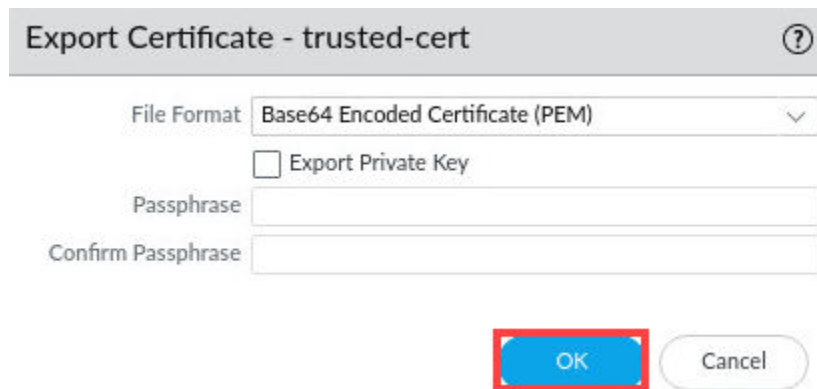 Export Certificate - trusted-cert ?
File Format Base64 Encoded Certificate (PEM)
Export Private Key
Passphrase
Confirm Passphrase
OK Cancel